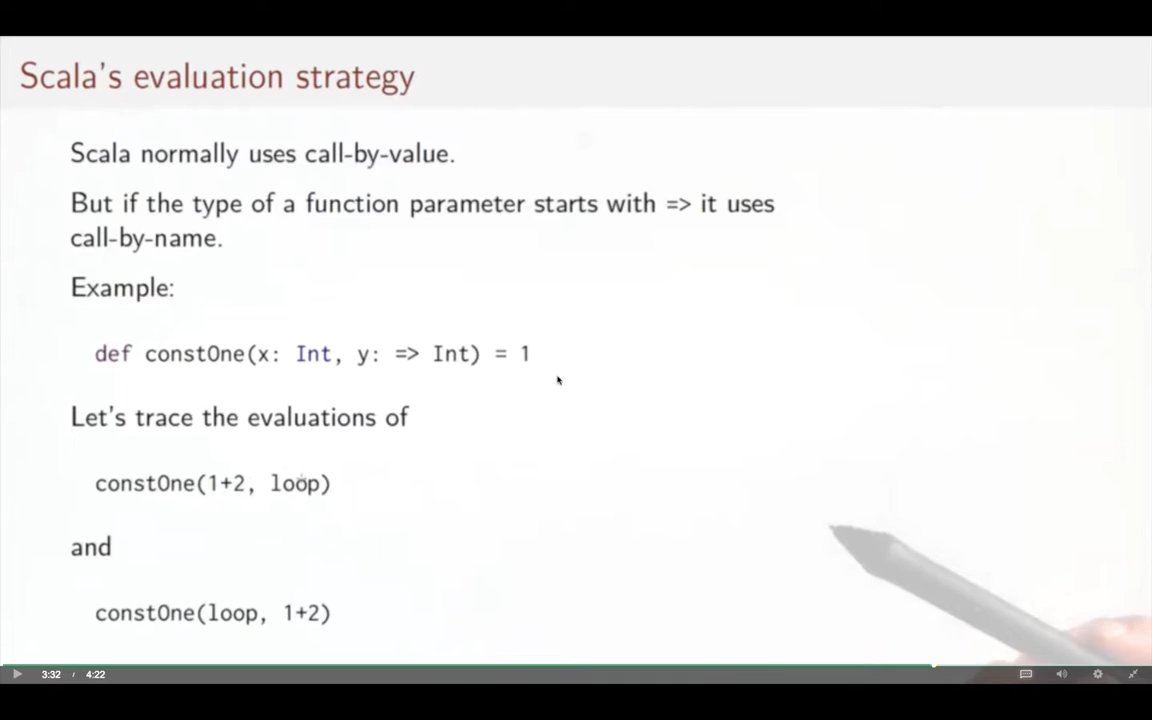 Scala's evaluation strategy
Scala normally uses call-by-value.
But if the type of a function parameter starts with => it uses
call-by-name.
Example:
def constOne(x: Int, y: => Int) = 1
Let's trace the evaluations of
constOne(1+2, loop)
and
constOne(loop, 1+2)
3:32 / 4:22